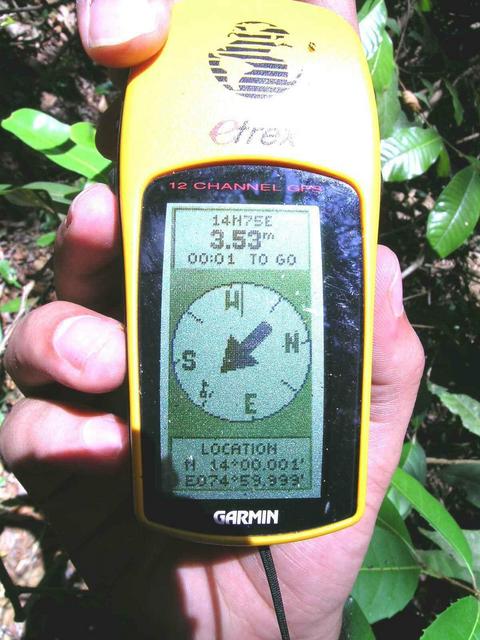 etrex
12 CHANNEL GPS
14N75E
3.53m
00:01 TO GO
W
N
S
E
LOCATION
N 14°00.001'
E074°59.999'
GARMIN